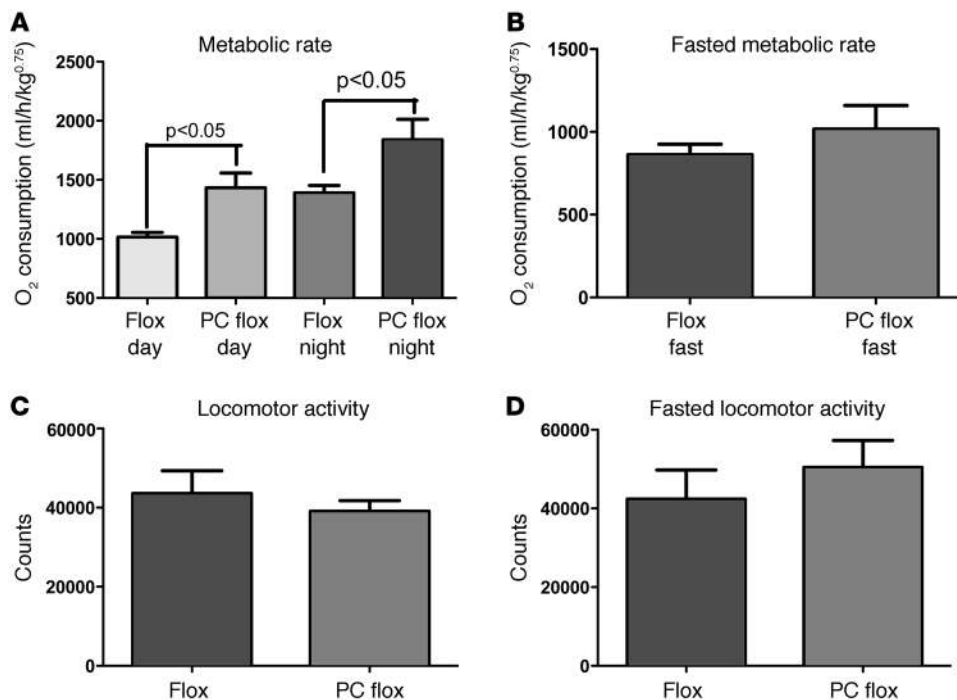 A
Metabolic rate
O2 consumption (ml/h/kg0.75)
2500
2000
1500
1000
500
p<0.05
p<0.05
Flox day
PC flox day
Flox night
PC flox night
B
Fasted metabolic rate
O2 consumption (ml/h/kg0.75)
1500
1000
500
0
Flox fast
PC flox fast
C
Locomotor activity
Counts
60000
40000
20000
0
Flox
PC flox
D
Fasted locomotor activity
Counts
60000
40000
20000
0
Flox
PC flox